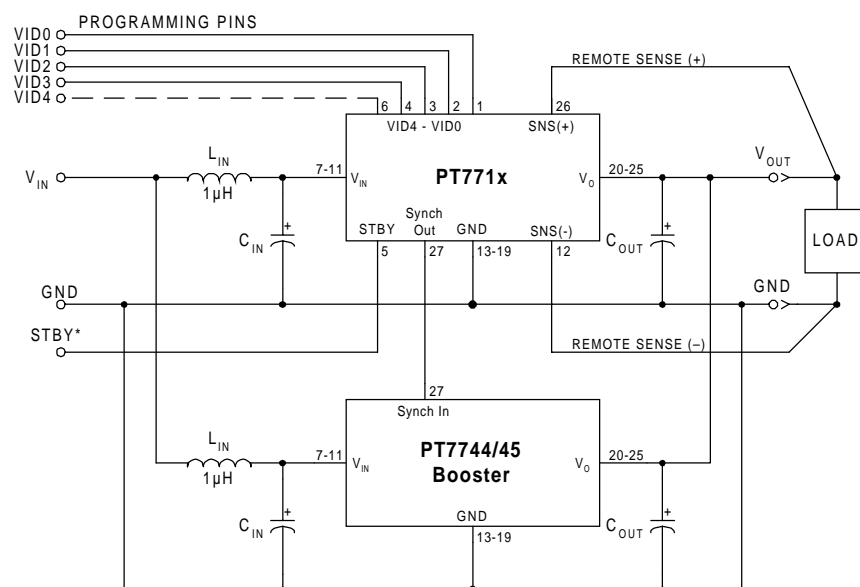 PROGRAMMING PINS
VID0
VID1
VID2
VID3
VID4
REMOTE SENSE (+)
6 4 3 2 1 26
VID4 - VID0 SNS(+)
L_IN
1µH
V_IN
7-11
V_IN
PT771x
V_O
20-25
V_OUT
+
C_IN
STBY
Synch
Out
GND
SNS(-)
5 27 13-19 12
+
C_OUT
LOAD
GND
GND
STBY*
REMOTE SENSE (–)
27
Synch In
L_IN
1µH
7-11
V_IN
PT7744/45
Booster
V_O
20-25
+
C_IN
GND
13-19
+
C_OUT